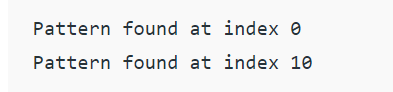 Pattern found at index 0
Pattern found at index 10